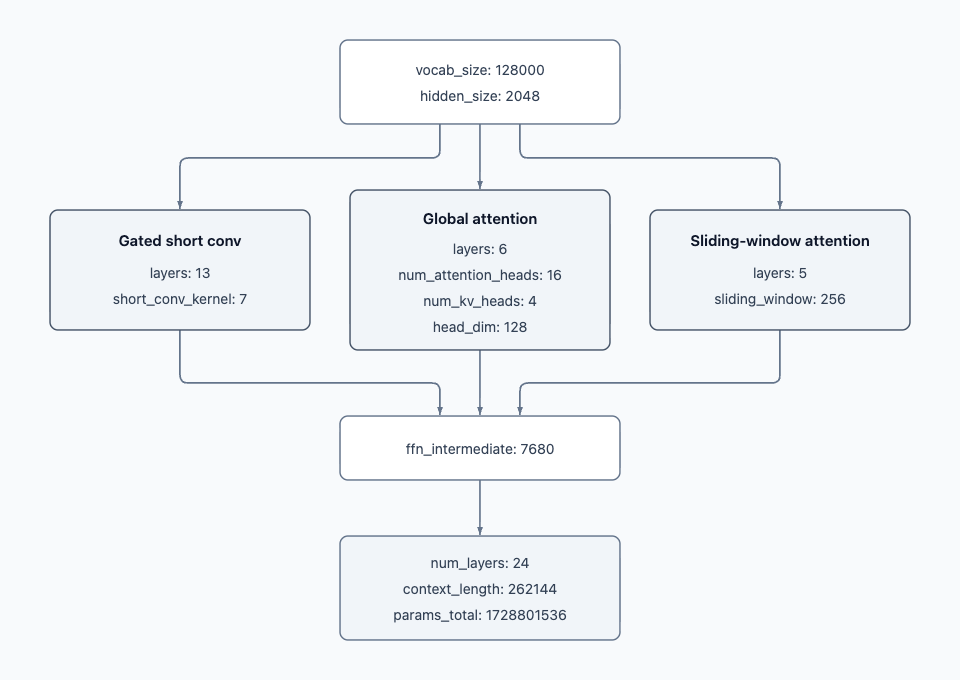 vocab_size: 128000
hidden_size: 2048
Gated short conv
layers: 13
short_conv_kernel: 7
Global attention
layers: 6
num_attention_heads: 16
num_kv_heads: 4
head_dim: 128
Sliding-window attention
layers: 5
sliding_window: 256
ffn_intermediate: 7680
num_layers: 24
context_length: 262144
params_total: 1728801536